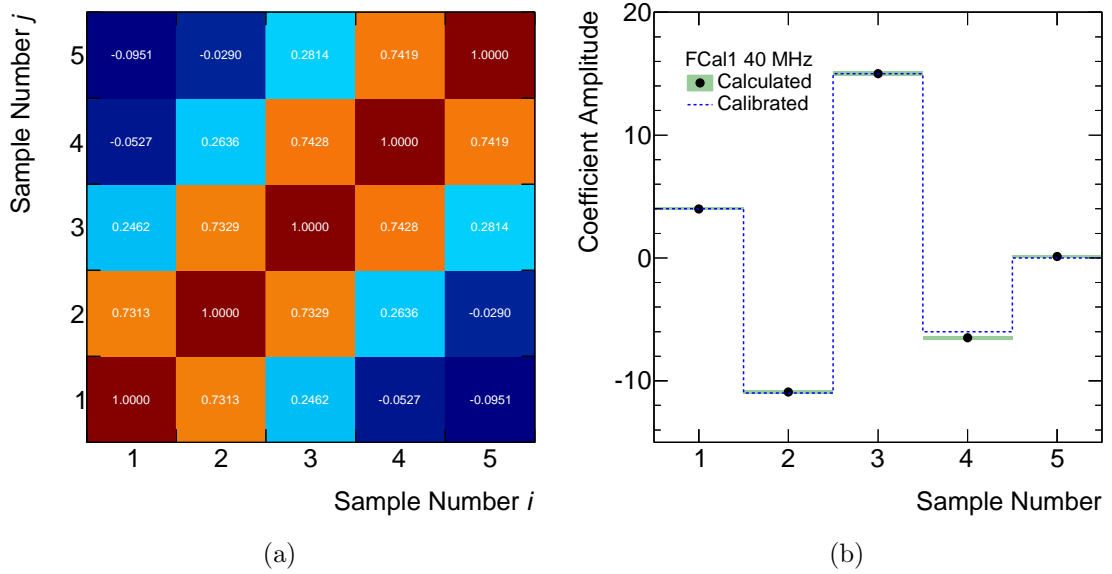 Sample Number j
5
-0.0951 -0.0290 0.2814 0.7419 1.0000
4
-0.0527 0.2636 0.7428 1.0000 0.7419
3
0.2462 0.7329 1.0000 0.7428 0.2814
2
0.7313 1.0000 0.7329 0.2636 -0.0290
1
1.0000 0.7313 0.2462 -0.0527 -0.0951
1 2 3 4 5
Sample Number i
(a)
Coefficient Amplitude
20
10
0
-10
FCal1 40 MHz
Calculated
Calibrated
1 2 3 4 5
Sample Number
(b)